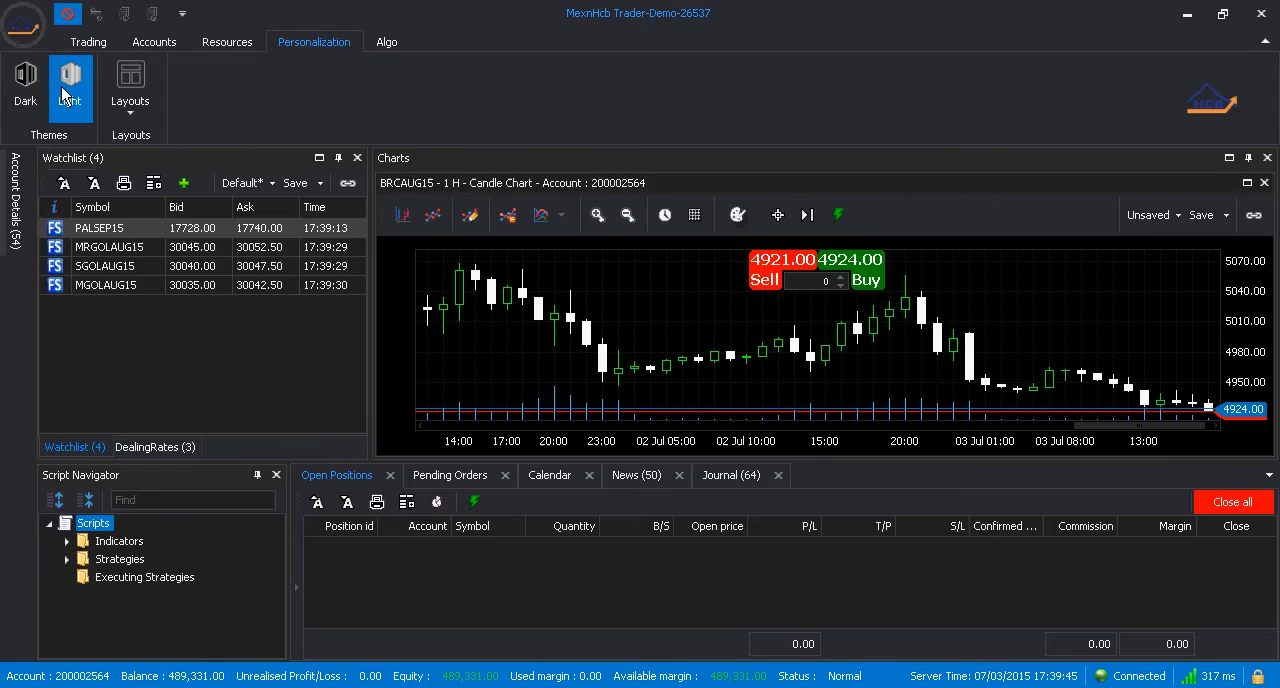 MexnHcb Trader-Demo-26537
Trading Accounts Resources Personalization Algo
Dark Light Layouts
Themes Layouts
HCB
Account Details (54)
Watchlist (4)
Default* Save
i Symbol Bid Ask Time
FS PALSEP15 17728.00 17740.00 17:39:13
FS MRGOLAUG15 30045.00 30052.50 17:39:29
FS SGOLAUG15 30040.00 30047.50 17:39:29
FS MGOLAUG15 30035.00 30042.50 17:39:30
Watchlist (4) DealingRates (3)
Charts
BRCAUG15 - 1 H - Candle Chart - Account : 200002564
Unsaved Save
4921.00 4924.00
Sell 0 Buy
5070.00
5040.00
5010.00
4980.00
4950.00
4924.00
14:00 17:00 20:00 23:00 02 Jul 05:00 02 Jul 10:00 15:00 20:00 03 Jul 01:00 03 Jul 08:00 13:00
Script Navigator
Find
Scripts
Indicators
Strategies
Executing Strategies
Open Positions Pending Orders Calendar News (50) Journal (64)
Close all
Position id Account Symbol Quantity B/S Open price P/L T/P S/L Confirmed ... Commission Margin Close
0.00 0.00 0.00
Account : 200002564 Balance : 489,331.00 Unrealised Profit/Loss : 0.00 Equity : 489,331.00 Used margin : 0.00 Available margin : 489,331.00 Status : Normal Server Time: 07/03/2015 17:39:45 Connected 317 ms